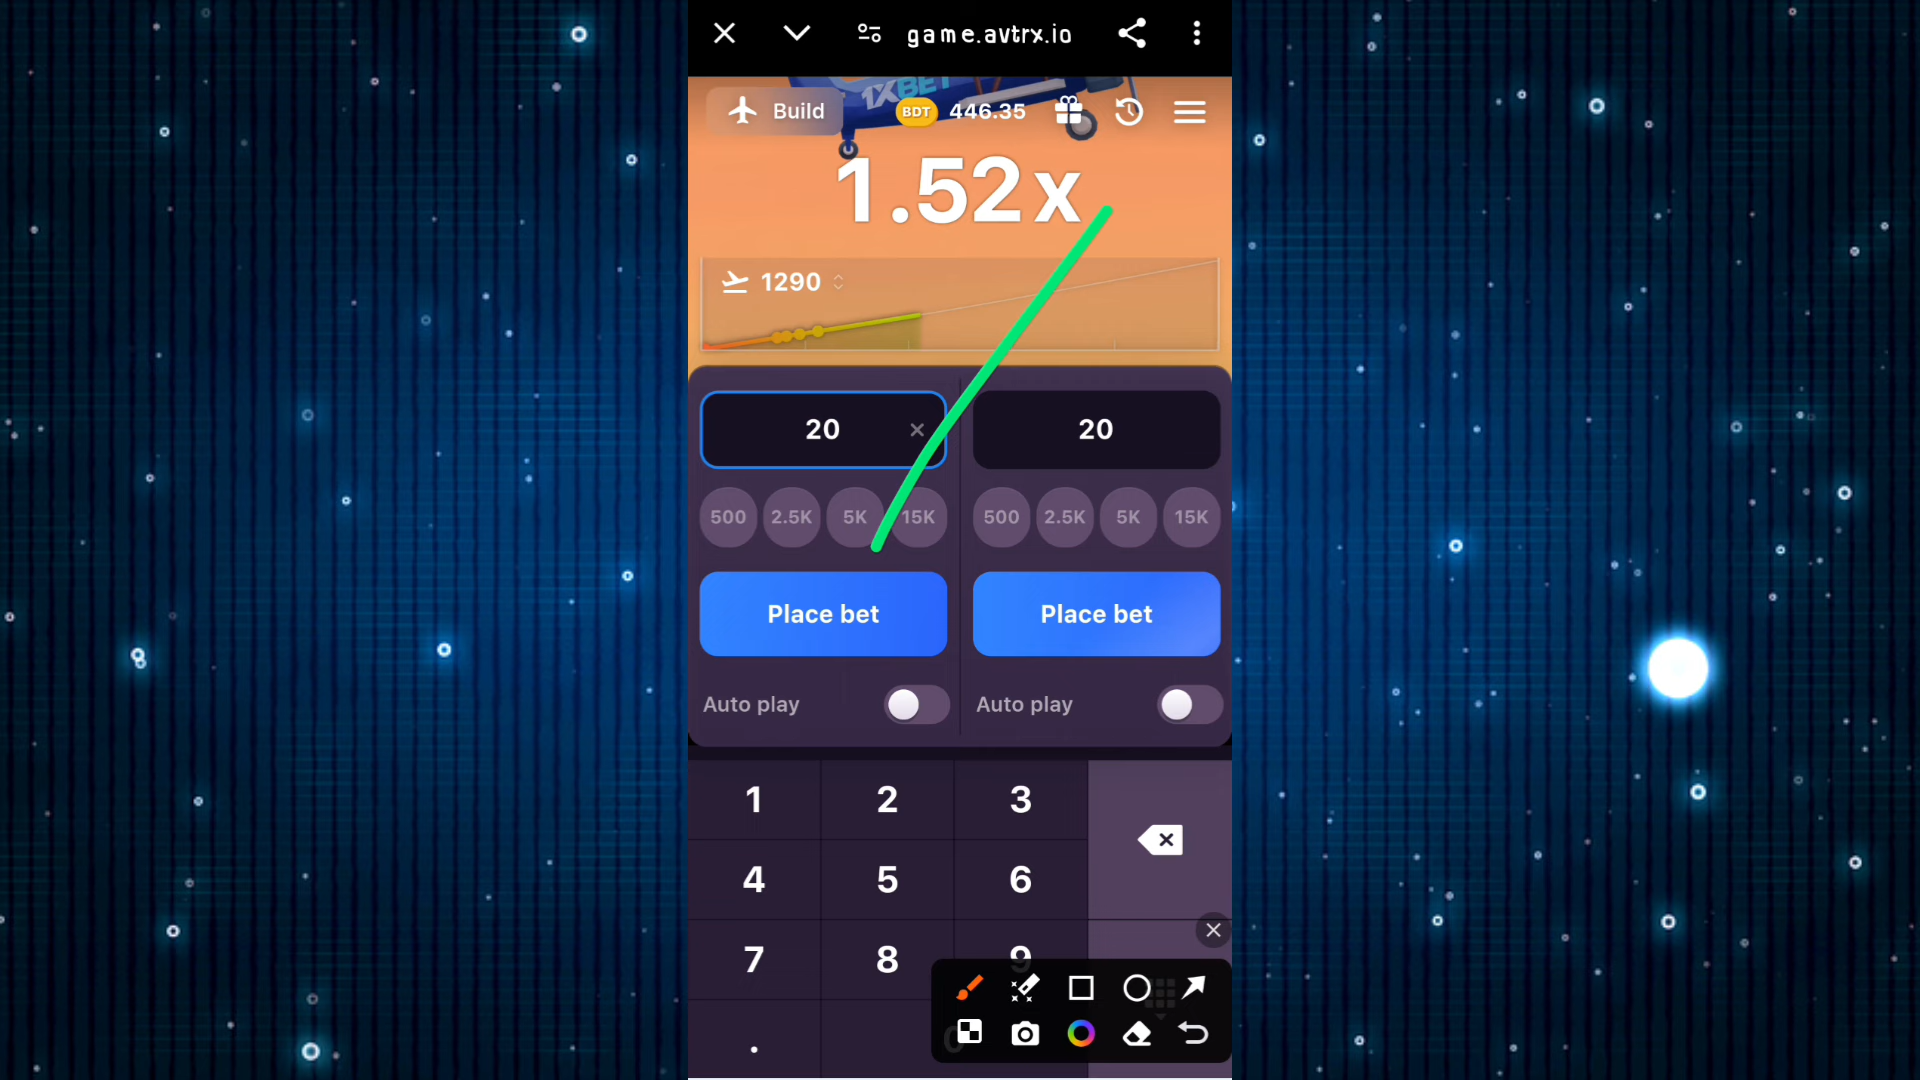 game.avtrx.io
1XBET
Build BDT 446.35
1.52x
1290
20 20
500 2.5K 5K 15K 500 2.5K 5K 15K
Place bet Place bet
Auto play Auto play
1 2 3
4 5 6
7 8 9
. 0